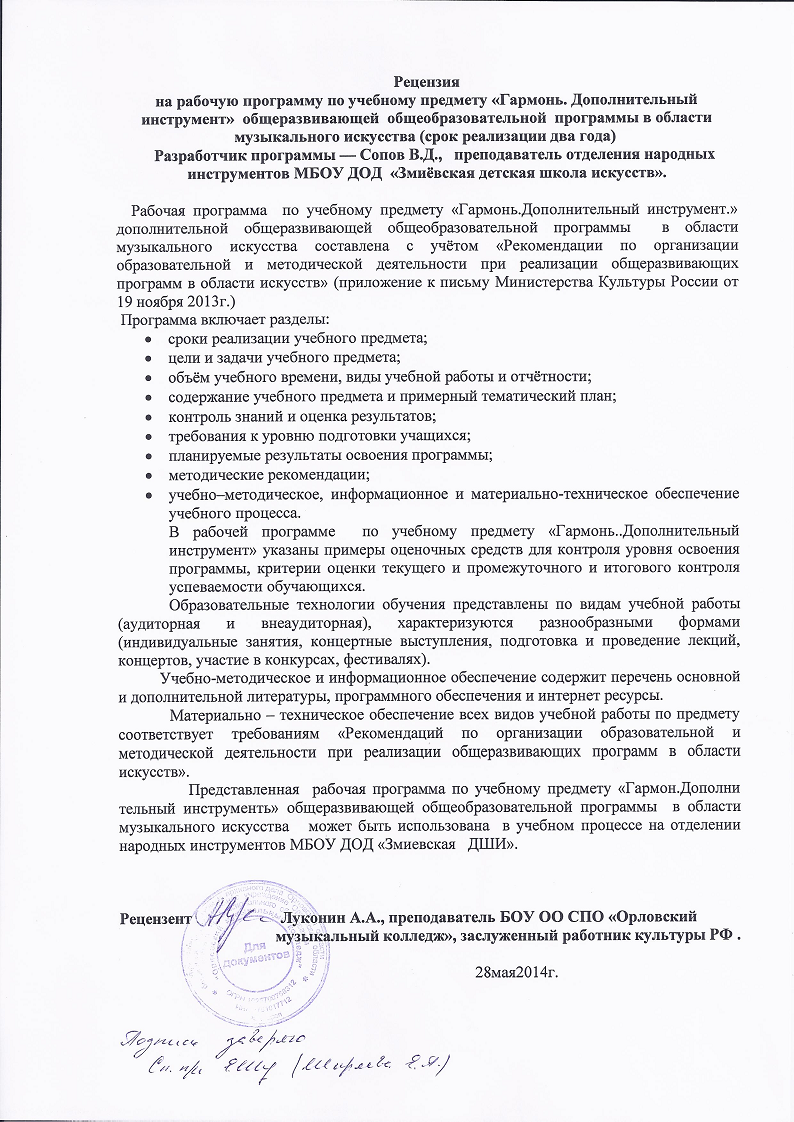 Рецензия
на рабочую программу по учебному предмету «Гармонь. Дополнительный
инструмент» общеразвивающей общеобразовательной программы в области
музыкального искусства (срок реализации два года)
Разработчик программы — Сопов В.Д., преподаватель отделения народных
инструментов МБОУ ДОД «Змиёвская детская школа искусств».
Рабочая программа по учебному предмету «Гармонь.Дополнительный инструмент.»
дополнительной общеразвивающей общеобразовательной программы в области
музыкального искусства составлена с учётом «Рекомендации по организации
образовательной и методической деятельности при реализации общеразвивающих
программ в области искусств» (приложение к письму Министерства Культуры России от
19 ноября 2013г.)
Программа включает разделы:
• сроки реализации учебного предмета;
• цели и задачи учебного предмета;
• объём учебного времени, виды учебной работы и отчётности;
• содержание учебного предмета и примерный тематический план;
• контроль знаний и оценка результатов;
• требования к уровню подготовки учащихся;
• планируемые результаты освоения программы;
• методические рекомендации;
• учебно–методическое, информационное и материально-техническое обеспечение
учебного процесса.
В рабочей программе по учебному предмету «Гармонь..Дополнительный
инструмент» указаны примеры оценочных средств для контроля уровня освоения
программы, критерии оценки текущего и промежуточного и итогового контроля
успеваемости обучающихся.
Образовательные технологии обучения представлены по видам учебной работы
(аудиторная и внеаудиторная), характеризуются разнообразными формами
(индивидуальные занятия, концертные выступления, подготовка и проведение лекций,
концертов, участие в конкурсах, фестивалях).
Учебно-методическое и информационное обеспечение содержит перечень основной
и дополнительной литературы, программного обеспечения и интернет ресурсы.
Материально – техническое обеспечение всех видов учебной работы по предмету
соответствует требованиям «Рекомендаций по организации образовательной и
методической деятельности при реализации общеразвивающих программ в области
искусств».
Представленная рабочая программа по учебному предмету «Гармон.Дополни
тельный инструменть» общеразвивающей общеобразовательной программы в области
музыкального искусства может быть использована в учебном процессе на отделении
народных инструментов МБОУ ДОД «Змиевская ДШИ».
Рецензент Луконин А.А., преподаватель БОУ ОО СПО «Орловский
музыкальный колледж», заслуженный работник культуры РФ .
Для
документов
28мая2014г.
Подписи заверяю